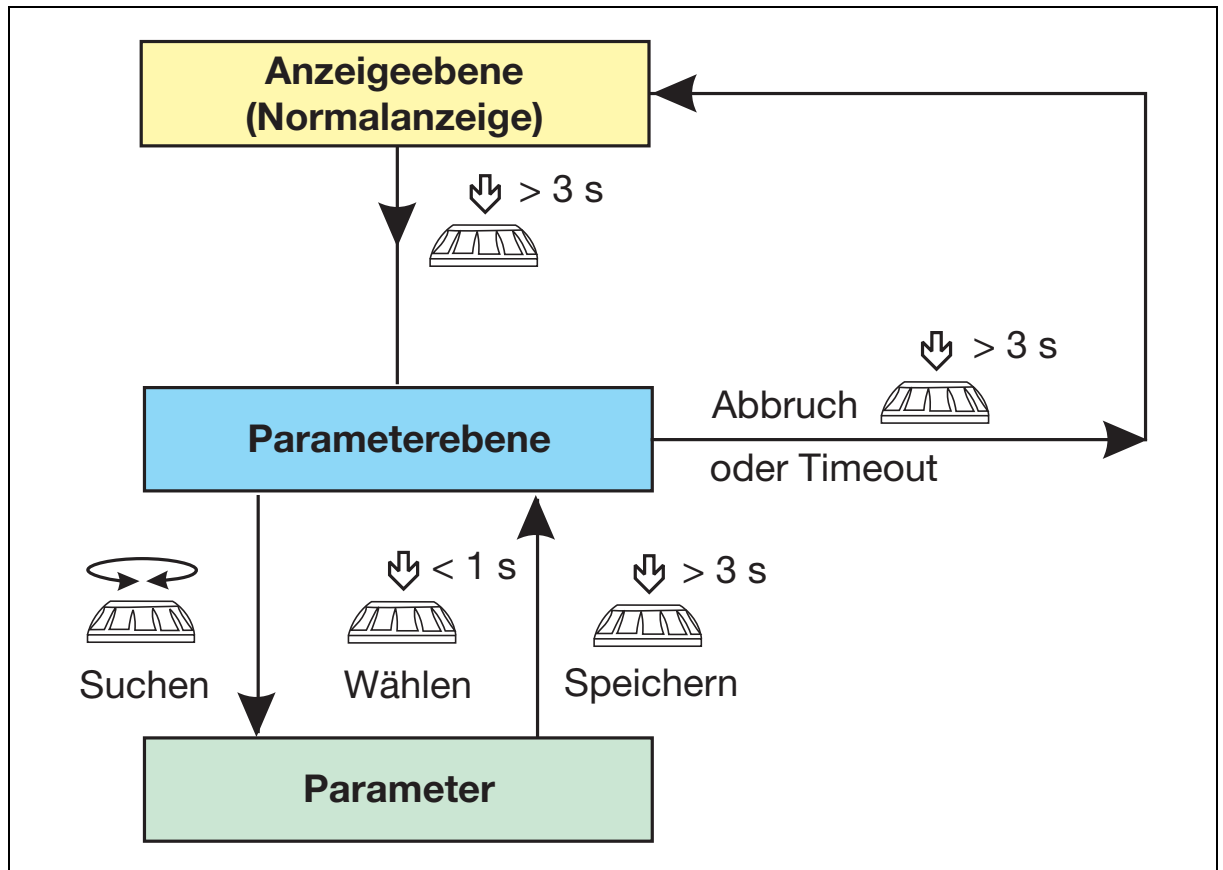 Anzeigeebene
(Normalanzeige)
> 3 s
> 3 s
Abbruch
oder Timeout
Parameterebene
< 1 s
> 3 s
Suchen
Wählen
Speichern
Parameter